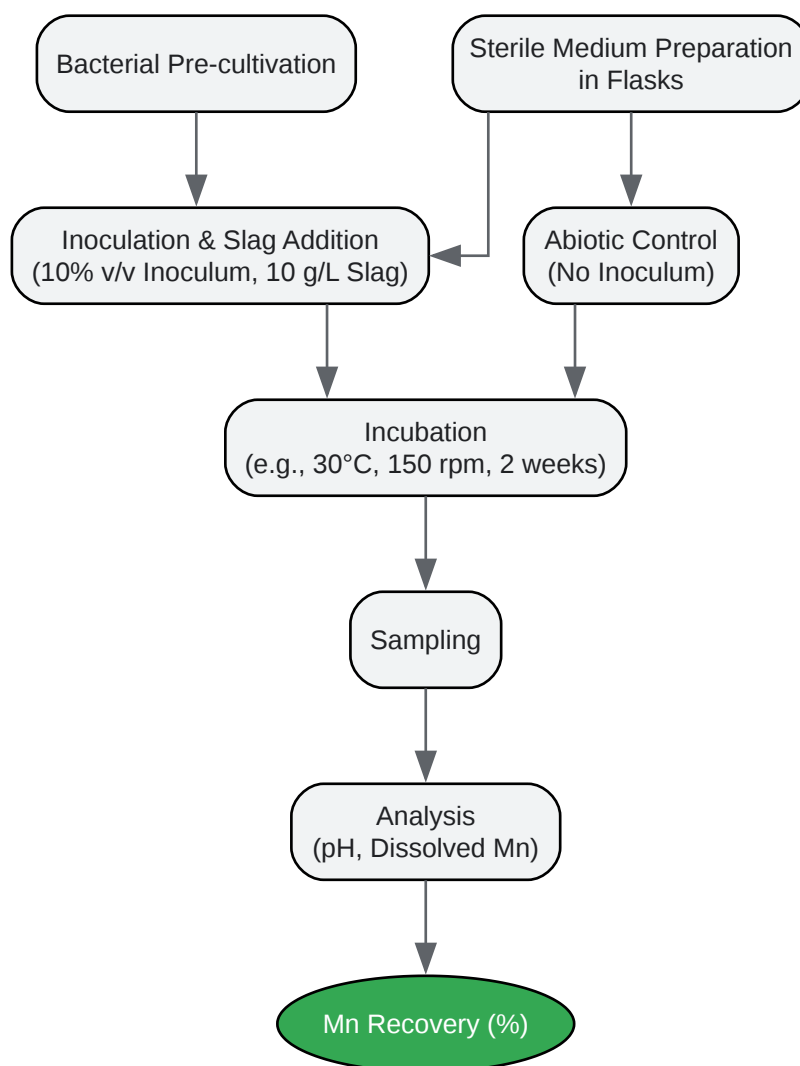 Bacterial Pre-cultivation
Sterile Medium Preparation
in Flasks
Inoculation & Slag Addition
(10% v/v Inoculum, 10 g/L Slag)
Abiotic Control
(No Inoculum)
Incubation
(e.g., 30°C, 150 rpm, 2 weeks)
Sampling
Analysis
(pH, Dissolved Mn)
Mn Recovery (%)